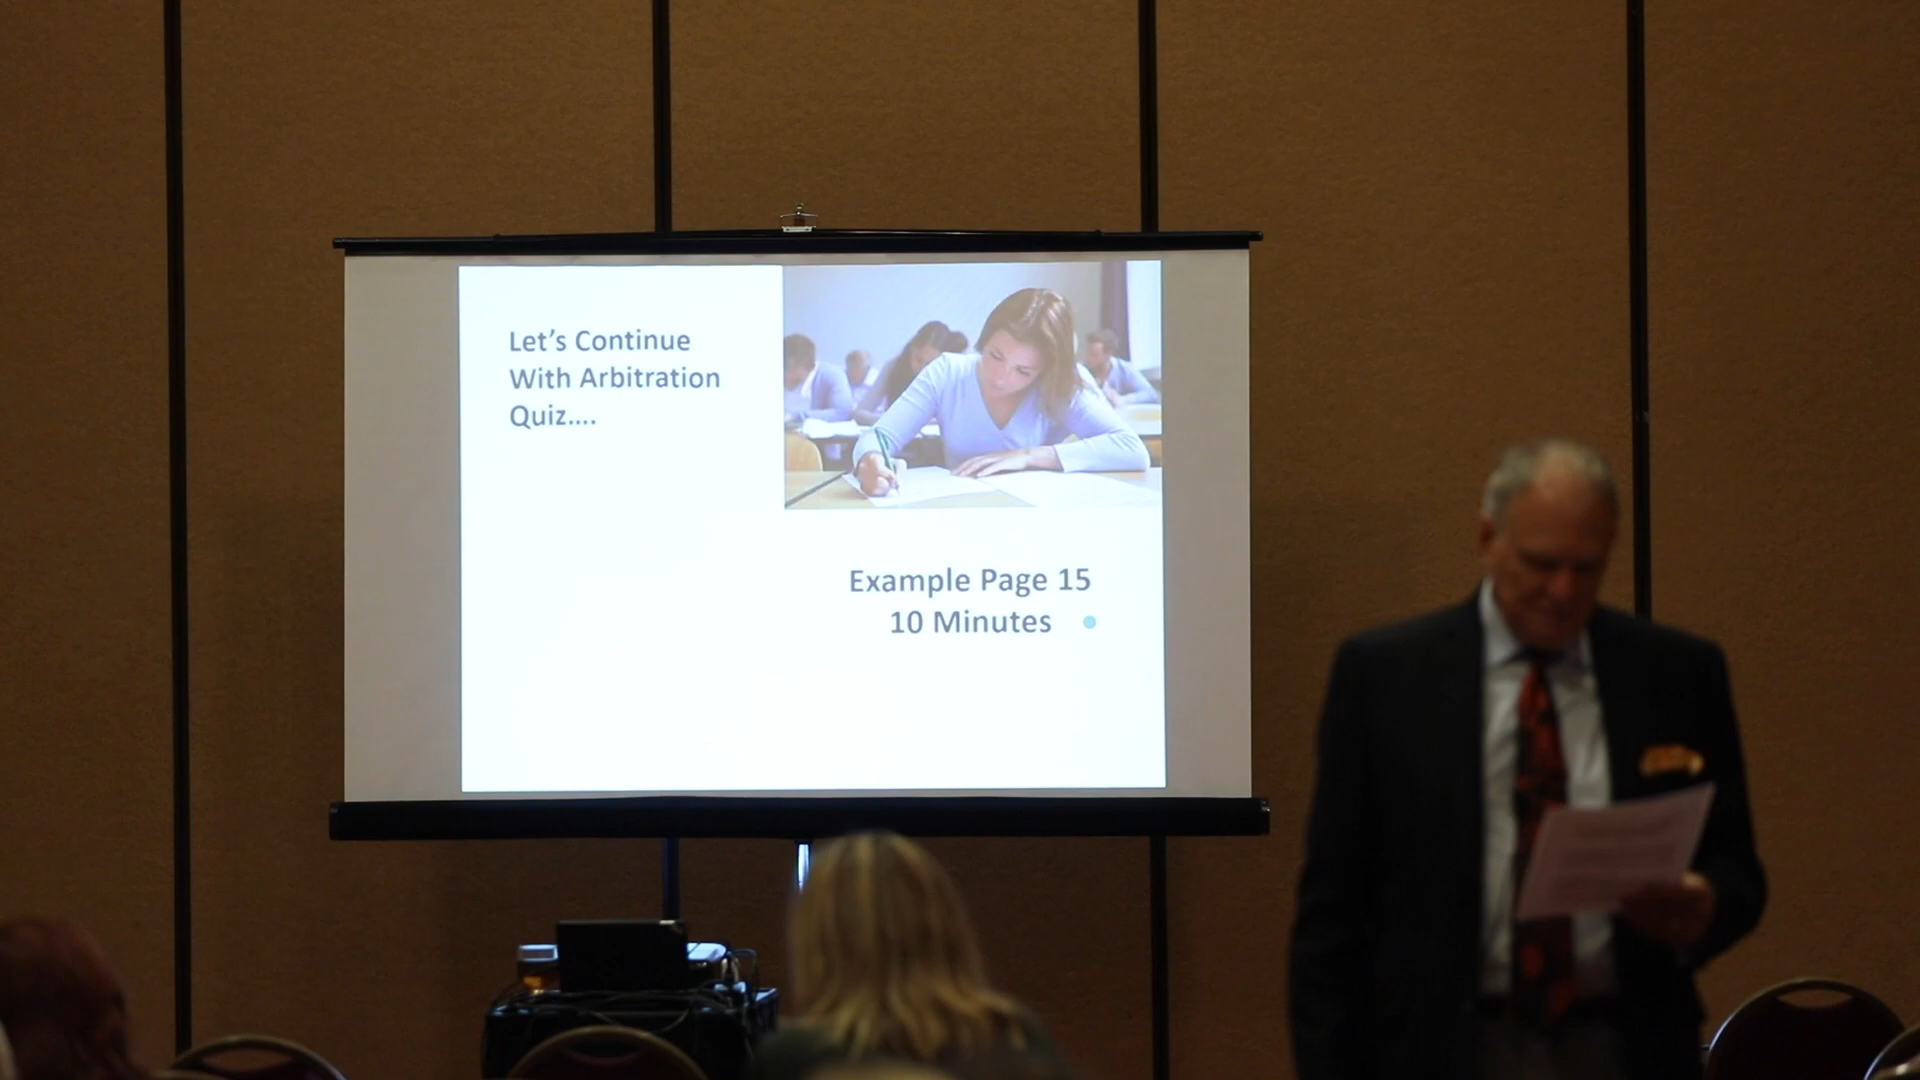 Let's Continue
With Arbitration
Quiz....
Example Page 15
10 Minutes